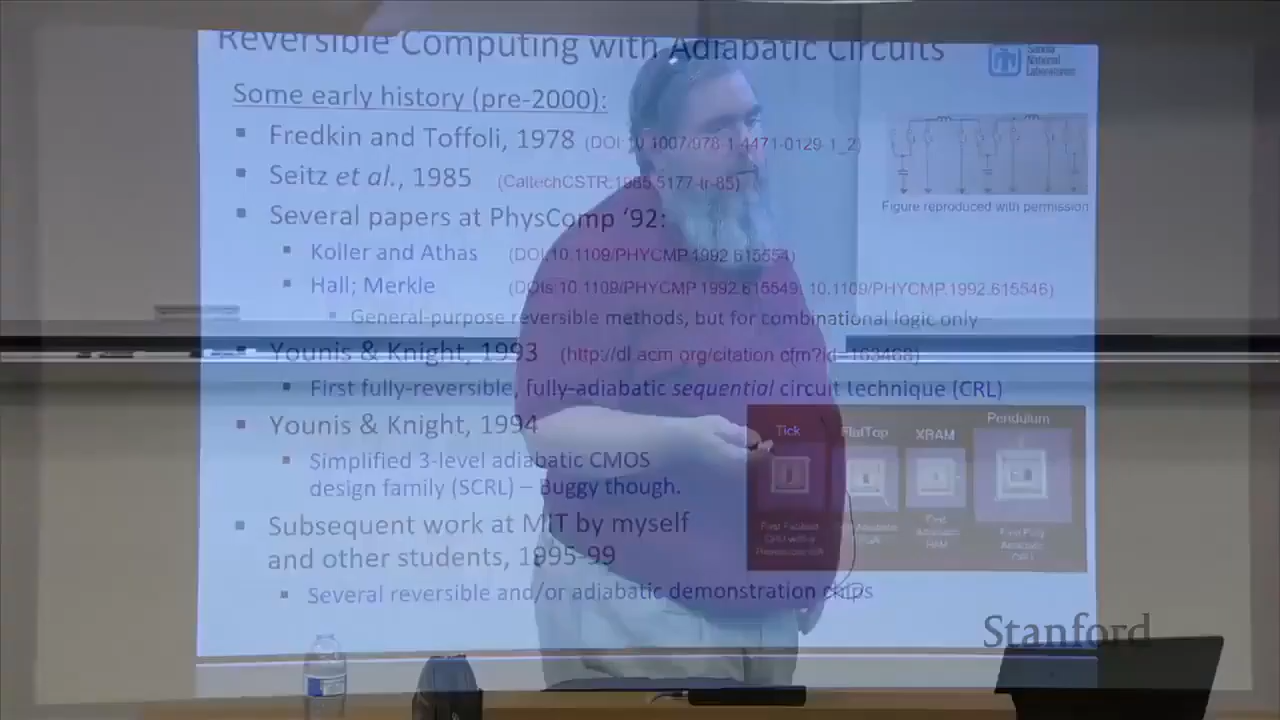 Reversible Computing with Adiabatic Circuits
Sandia
National
Laboratories
Some early history (pre-2000):
Fredkin and Toffoli, 1978 (DOI:10.1007/978-1-4471-0129-1_2)
Seitz et al., 1985 (CaltechCSTR:1985.5177-tr-85)
Figure reproduced with permission
Several papers at PhysComp '92:
Koller and Athas (DOI:10.1109/PHYCMP.1992.615554)
Hall; Merkle (DOIs:10.1109/PHYCMP.1992.615549, 10.1109/PHYCMP.1992.615546)
General-purpose reversible methods, but for combinational logic only
Younis & Knight, 1993 (http://dl.acm.org/citation.cfm?id=163468)
First fully-reversible, fully-adiabatic sequential circuit technique (CRL)
Younis & Knight, 1994
Simplified 3-level adiabatic CMOS
design family (SCRL) – Buggy though.
Tick FlatTop XRAM Pendulum
Subsequent work at MIT by myself
and other students, 1995-99
Several reversible and/or adiabatic demonstration chips
Stanford